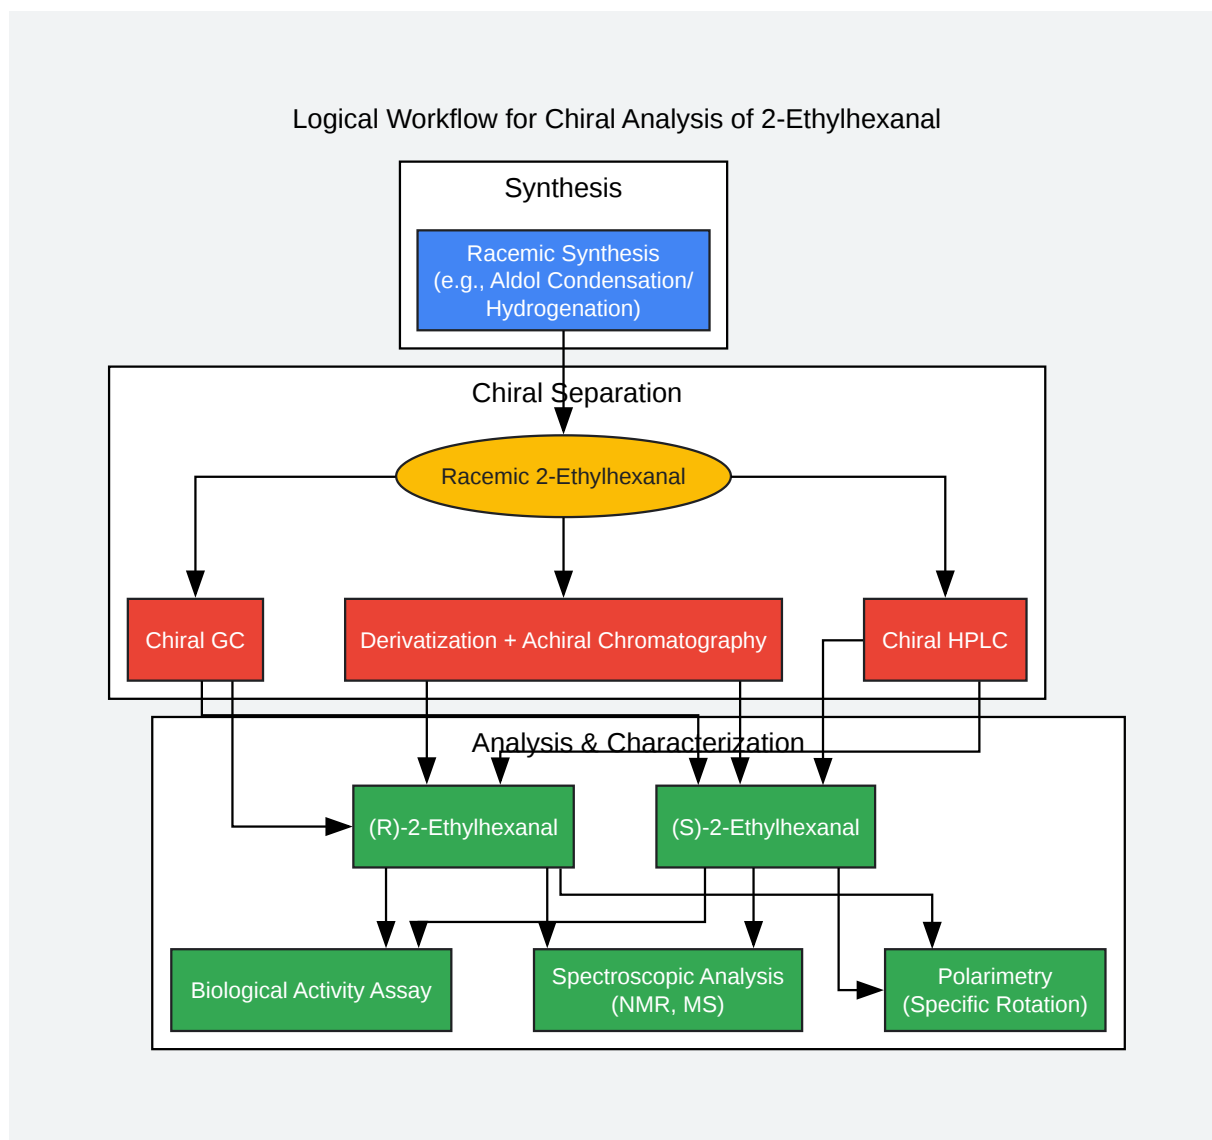 Logical Workflow for Chiral Analysis of 2-Ethylhexanal
Synthesis
Racemic Synthesis
(e.g., Aldol Condensation/
Hydrogenation)
Chiral Separation
Racemic 2-Ethylhexanal
Chiral GC
Derivatization + Achiral Chromatography
Chiral HPLC
Analysis & Characterization
(R)-2-Ethylhexanal
(S)-2-Ethylhexanal
Biological Activity Assay
Spectroscopic Analysis
(NMR, MS)
Polarimetry
(Specific Rotation)